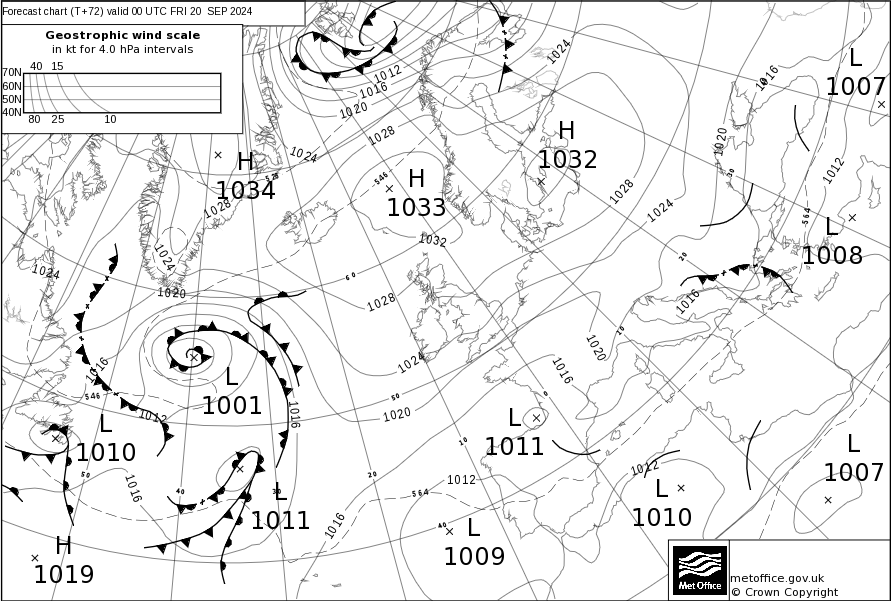 Forecast chart (T+72) valid 00 UTC FRI 20 SEP 2024
Geostrophic wind scale
in kt for 4.0 hPa intervals
40 15
70N
60N
50N
40N
80 25 10
1012
1016
1020
1024
1028
1024
1016
L
1007
1020
H
1034
528
1028
546
H
1033
H
1032
1028
1024
30
1012
564
L
1008
1032
1024
1024
1020
60
1028
20
1016
1016
1024
1020
10
1016
546
L
1001
1012
1016
50
1020
0
L
1010
L
1011
10
L
1007
50
1016
40
30
L
1011
20
564
1012
1012
L
1010
1016
40
L
1009
H
1019
Met Office
metoffice.gov.uk
© Crown Copyright